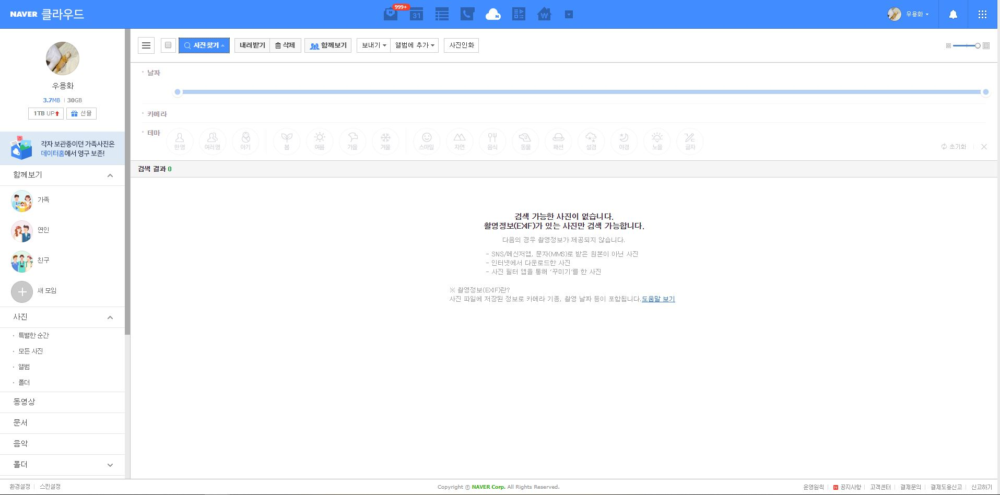 NAVER 클라우드
999+
31
우용화
우용화
3.7MB 30GB
1TB UP 선물
각자 보관중이던 가족사진은
데이터홈에서 영구 보존!
함께보기
가족
연인
친구
새 모임
사진
특별한 순간
모든 사진
앨범
폴더
동영상
문서
음악
폴더
사진 찾기 내려받기 삭제 함께보기 보내기 앨범에 추가 사진인화
날짜
카메라
테마
한명 여러명 아기 봄 여름 가을 겨울 스마일 자연 음식 동물 패션 설경 야경 노을 글자
초기화
검색 결과 0
검색 가능한 사진이 없습니다.
촬영정보(EXIF)가 있는 사진만 검색 가능합니다.
다음의 경우 촬영정보가 제공되지 않습니다.
- SNS/메신저앱, 문자(MMS)로 받은 원본이 아닌 사진
- 인터넷에서 다운로드한 사진
- 사진 필터 앱을 통해 '꾸미기'를 한 사진
※ 촬영정보(EXIF)란?
사진 파일에 저장된 정보로 카메라 기종, 촬영 날짜 등이 포함됩니다. 도움말 보기
환경설정 스킨설정
Copyright © NAVER Corp. All Rights Reserved.
운영원칙 N 공지사항 고객센터 결제문의 결제도용신고 신고하기